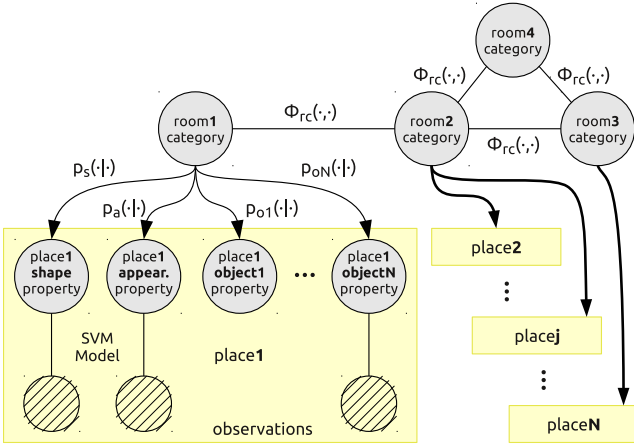 room4
category
Φrc(·,·)
Φrc(·,·)
room1
category
Φrc(·,·)
room2
category
Φrc(·,·)
room3
category
ps(·|·)
pa(·|·)
po1(·|·)
poN(·|·)
place1
shape
property
place1
appear.
property
place1
object1
property
...
place1
objectN
property
place2
...
SVM
Model
place1
placej
...
observations
placeN